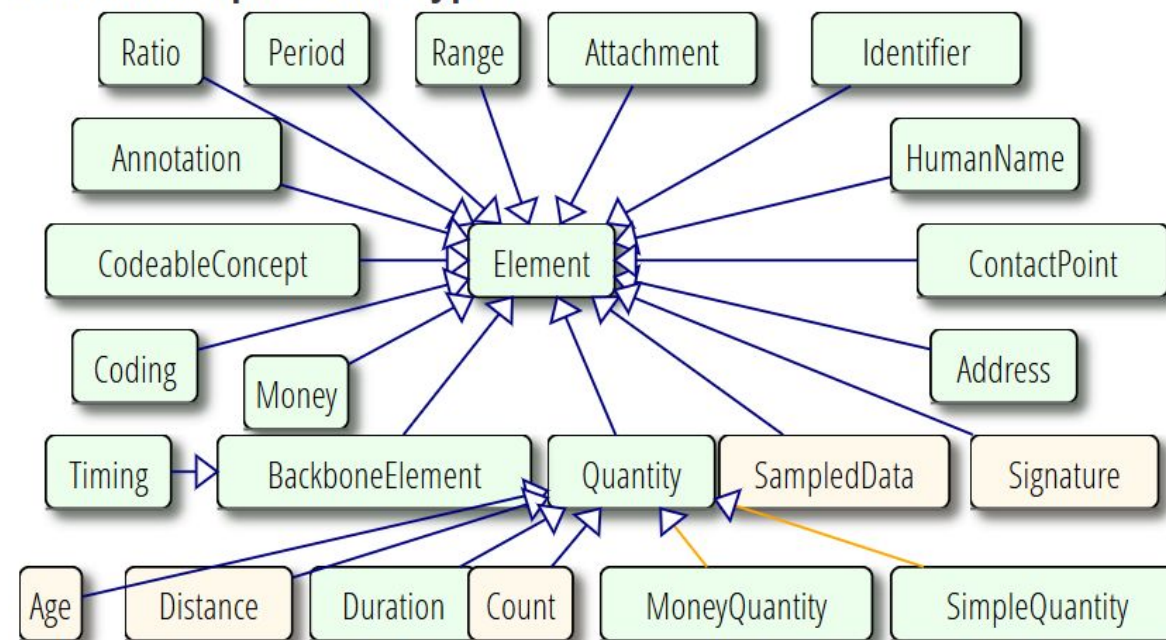 Ratio
Period
Range
Attachment
Identifier
Annotation
HumanName
CodeableConcept
Element
ContactPoint
Coding
Money
Address
Timing
BackboneElement
Quantity
SampledData
Signature
Age
Distance
Duration
Count
MoneyQuantity
SimpleQuantity